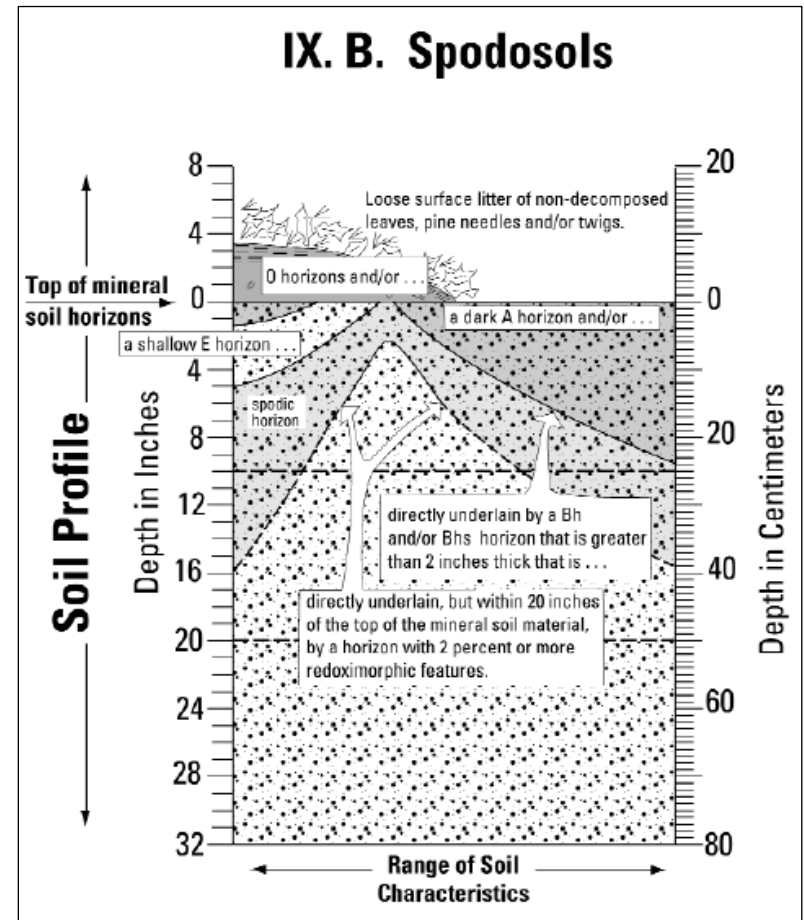 IX. B. Spodosols
8
20
Loose surface litter of non-decomposed
leaves, pine needles and/or twigs.
4
10
O horizons and/or . . .
Top of mineral
soil horizons
0
0
a dark A horizon and/or . . .
a shallow E horizon . . .
4
spodic
horizon
8
20
12
directly underlain by a Bh
and/or Bhs horizon that is greater
than 2 inches thick that is . . .
16
40
directly underlain, but within 20 inches
of the top of the mineral soil material,
by a horizon with 2 percent or more
redoximorphic features.
20
24
60
28
32
80
Soil Profile
Depth in Inches
Depth in Centimeters
Range of Soil
Characteristics